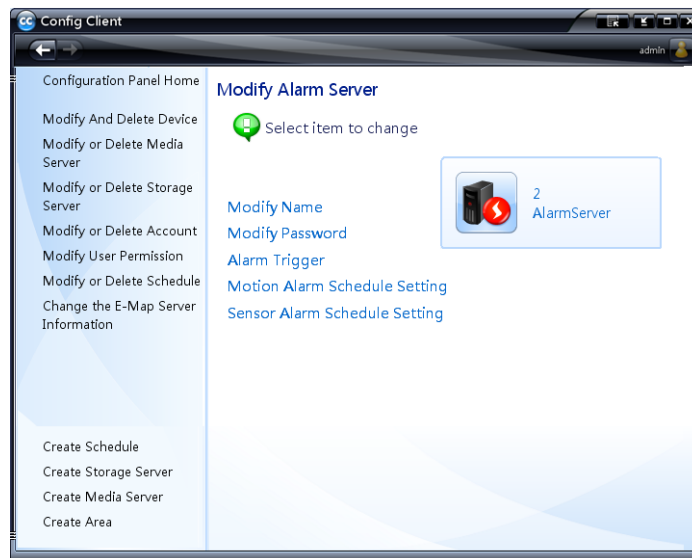 CC Config Client
admin
Configuration Panel Home
Modify And Delete Device
Modify or Delete Media
Server
Modify or Delete Storage
Server
Modify or Delete Account
Modify User Permission
Modify or Delete Schedule
Change the E-Map Server
Information
Create Schedule
Create Storage Server
Create Media Server
Create Area
Modify Alarm Server
Select item to change
2
AlarmServer
Modify Name
Modify Password
Alarm Trigger
Motion Alarm Schedule Setting
Sensor Alarm Schedule Setting